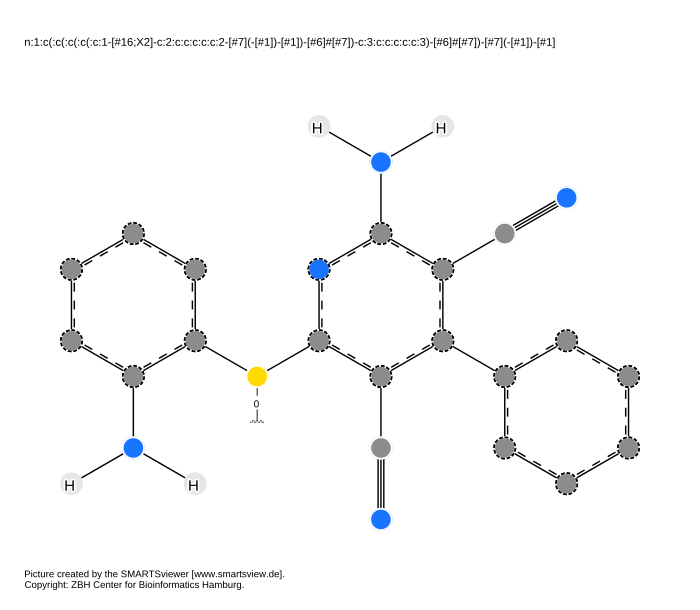 n:1:c(:c(:c(:c(:c:1-[#16;X2]-c:2:c:c:c:c:c:2-[#7](-[#1])-[#1])-[#6]#[#7])-c:3:c:c:c:c:c:3)-[#6]#[#7])-[#7](-[#1])-[#1]
H H
0
H H
Picture created by the SMARTSviewer [www.smartsview.de].
Copyright: ZBH Center for Bioinformatics Hamburg.